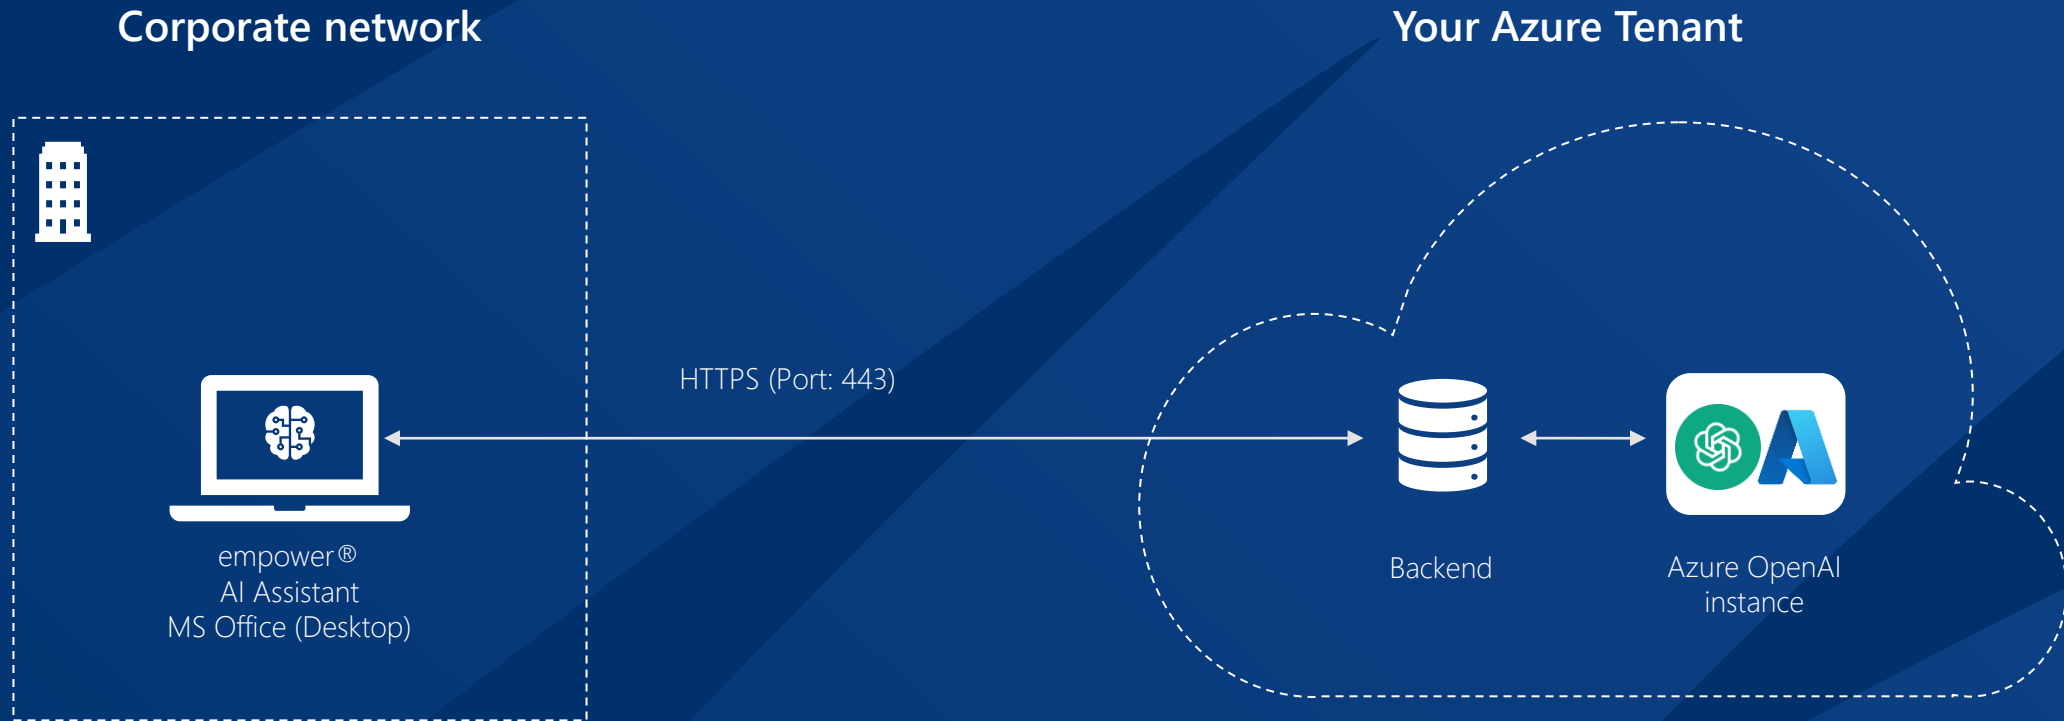 Corporate network
Your Azure Tenant
HTTPS (Port: 443)
empower®
AI Assistant
MS Office (Desktop)
Backend
Azure OpenAI
instance